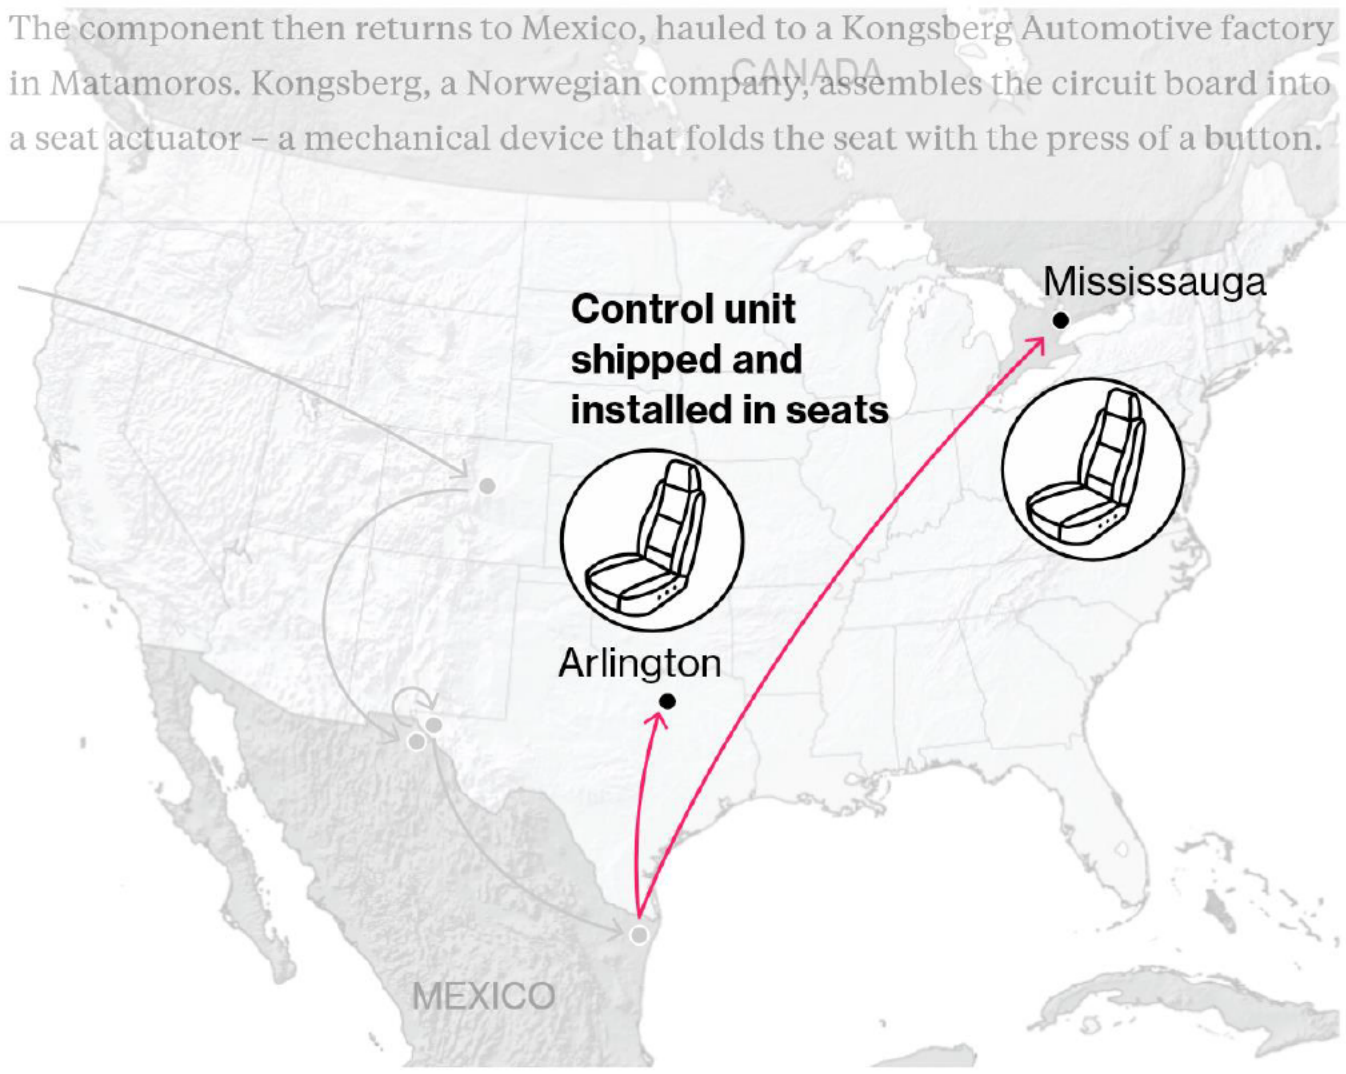 The component then returns to Mexico, hauled to a Kongsberg Automotive factory
in Matamoros. Kongsberg, a Norwegian company, assembles the circuit board into
a seat actuator – a mechanical device that folds the seat with the press of a button.
CANADA
Mississauga
Control unit
shipped and
installed in seats
Arlington
MEXICO